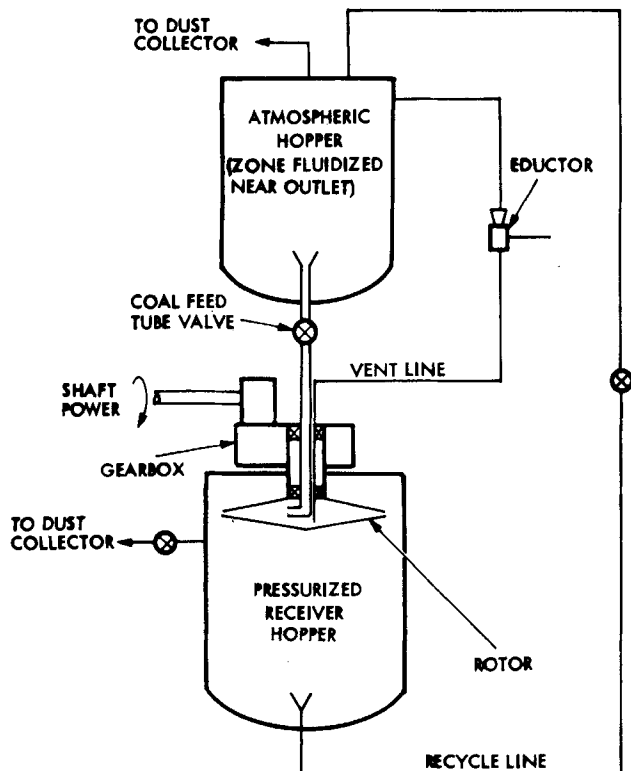 TO DUST
COLLECTOR
ATMOSPHERIC
HOPPER
(ZONE FLUIDIZED
NEAR OUTLET)
EDUCTOR
COAL FEED
TUBE VALVE
VENT LINE
SHAFT
POWER
GEARBOX
TO DUST
COLLECTOR
PRESSURIZED
RECEIVER
HOPPER
ROTOR
RECYCLE LINE